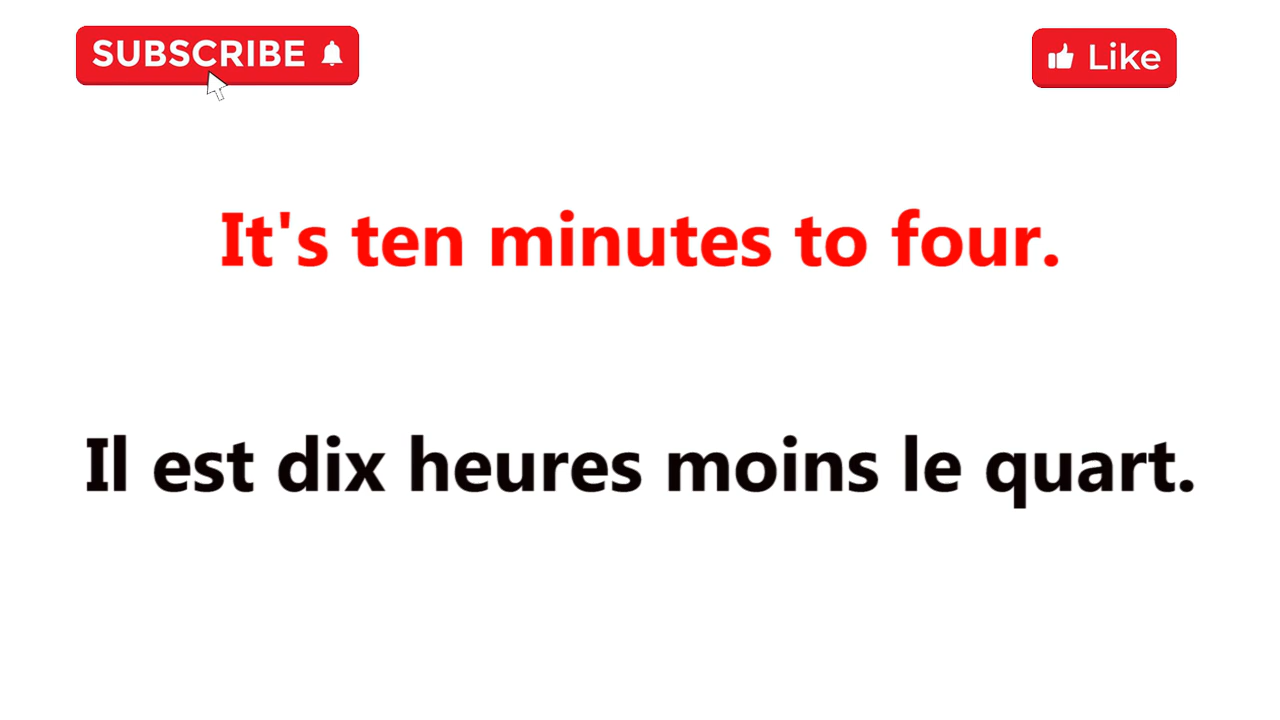 SUBSCRIBE
Like
It's ten minutes to four.
Il est dix heures moins le quart.